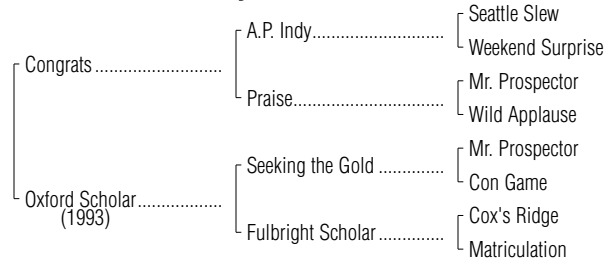 Seattle Slew
A.P. Indy
Weekend Surprise
Congrats
Mr. Prospector
Praise
Wild Applause
Mr. Prospector
Seeking the Gold
Con Game
Oxford Scholar
(1993)
Cox's Ridge
Fulbright Scholar
Matriculation